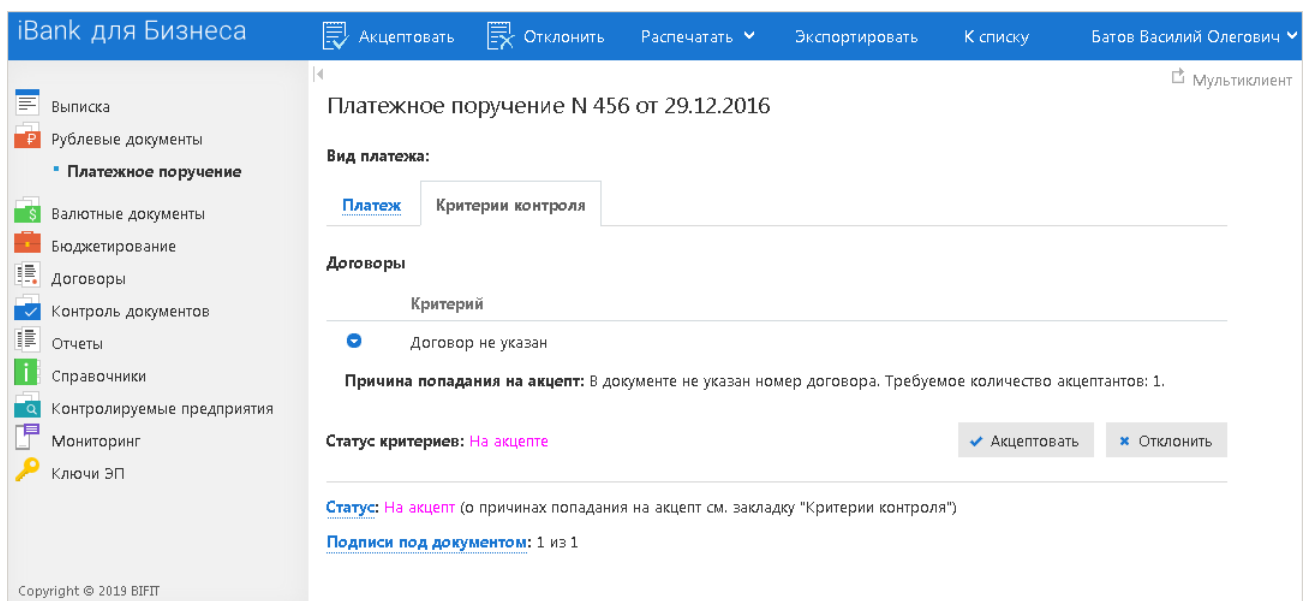 iBank для Бизнеса
Акцептовать Отклонить Распечатать Экспортировать К списку Батов Василий Олегович
Мультиклиент
Выписка
Рублевые документы
Платежное поручение
Валютные документы
Бюджетирование
Договоры
Контроль документов
Отчеты
Справочники
Контролируемые предприятия
Мониторинг
Ключи ЭП
Copyright © 2019 BIFIT
Платежное поручение N 456 от 29.12.2016
Вид платежа:
Платеж Критерии контроля
Договоры
Критерий
Договор не указан
Причина попадания на акцепт: В документе не указан номер договора. Требуемое количество акцептантов: 1.
Статус критериев: На акцепте Акцептовать Отклонить
Статус: На акцепт (о причинах попадания на акцепт см. закладку "Критерии контроля")
Подписи под документом: 1 из 1